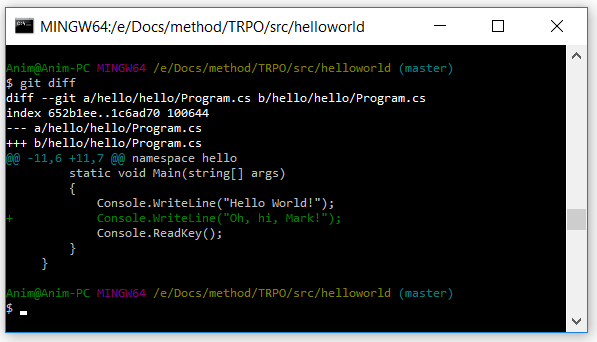 MINGW64:/e/Docs/method/TRPO/src/helloworld
Anim@Anim-PC MINGW64 /e/Docs/method/TRPO/src/helloworld (master)
$ git diff
diff --git a/hello/hello/Program.cs b/hello/hello/Program.cs
index 652b1ee..1c6ad70 100644
--- a/hello/hello/Program.cs
+++ b/hello/hello/Program.cs
@@ -11,6 +11,7 @@ namespace hello
         static void Main(string[] args)
         {
             Console.WriteLine("Hello World!");
+            Console.WriteLine("Oh, hi, Mark!");
             Console.ReadKey();
         }
     }
Anim@Anim-PC MINGW64 /e/Docs/method/TRPO/src/helloworld (master)
$